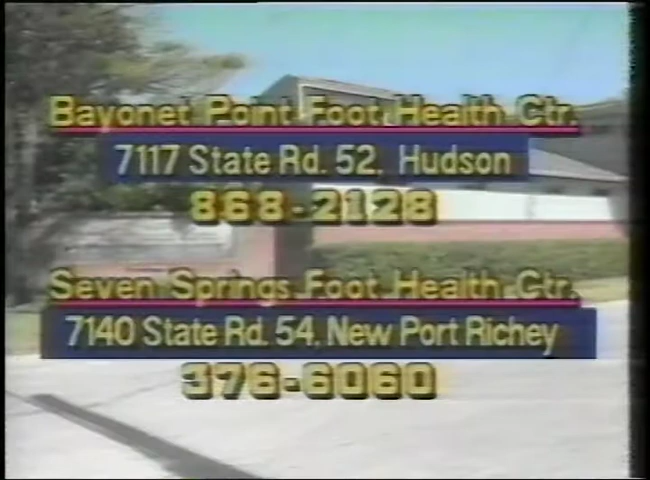 Bayonet Point Foot Health Ctr.
7117 State Rd. 52, Hudson
868-2128
Seven Springs Foot Health Ctr.
7140 State Rd. 54, New Port Richey
376-6060